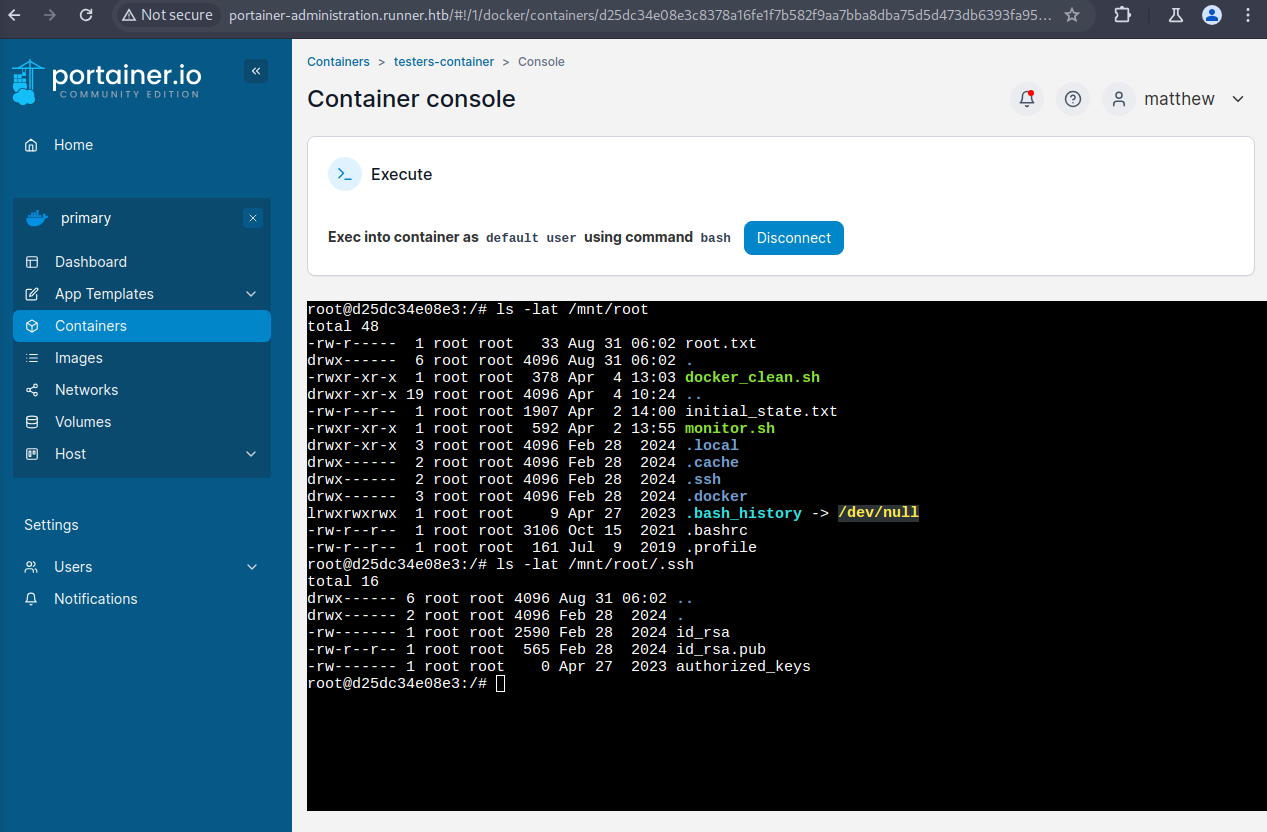 Not secure portainer-administration.runner.htb/#!/1/docker/containers/d25dc34e08e3c8378a16fe1f7b582f9aa7bba8dba75d5d473db6393fa95...
portainer.io
COMMUNITY EDITION
Home
primary
Dashboard
App Templates
Containers
Images
Networks
Volumes
Host
Settings
Users
Notifications
Containers > testers-container > Console
Container console
matthew
Execute
Exec into container as default user using command bash Disconnect
root@d25dc34e08e3:/# ls -lat /mnt/root
total 48
-rw-r----- 1 root root 33 Aug 31 06:02 root.txt
drwx------ 6 root root 4096 Aug 31 06:02 .
-rwxr-xr-x 1 root root 378 Apr 4 13:03 docker_clean.sh
drwxr-xr-x 19 root root 4096 Apr 4 10:24 ..
-rw-r--r-- 1 root root 1907 Apr 2 14:00 initial_state.txt
-rwxr-xr-x 1 root root 592 Apr 2 13:55 monitor.sh
drwxr-xr-x 3 root root 4096 Feb 28 2024 .local
drwx------ 2 root root 4096 Feb 28 2024 .cache
drwx------ 2 root root 4096 Feb 28 2024 .ssh
drwx------ 3 root root 4096 Feb 28 2024 .docker
lrwxrwxrwx 1 root root 9 Apr 27 2023 .bash_history -> /dev/null
-rw-r--r-- 1 root root 3106 Oct 15 2021 .bashrc
-rw-r--r-- 1 root root 161 Jul 9 2019 .profile
root@d25dc34e08e3:/# ls -lat /mnt/root/.ssh
total 16
drwx------ 6 root root 4096 Aug 31 06:02 ..
drwx------ 2 root root 4096 Feb 28 2024 .
-rw------- 1 root root 2590 Feb 28 2024 id_rsa
-rw-r--r-- 1 root root 565 Feb 28 2024 id_rsa.pub
-rw------- 1 root root 0 Apr 27 2023 authorized_keys
root@d25dc34e08e3:/#